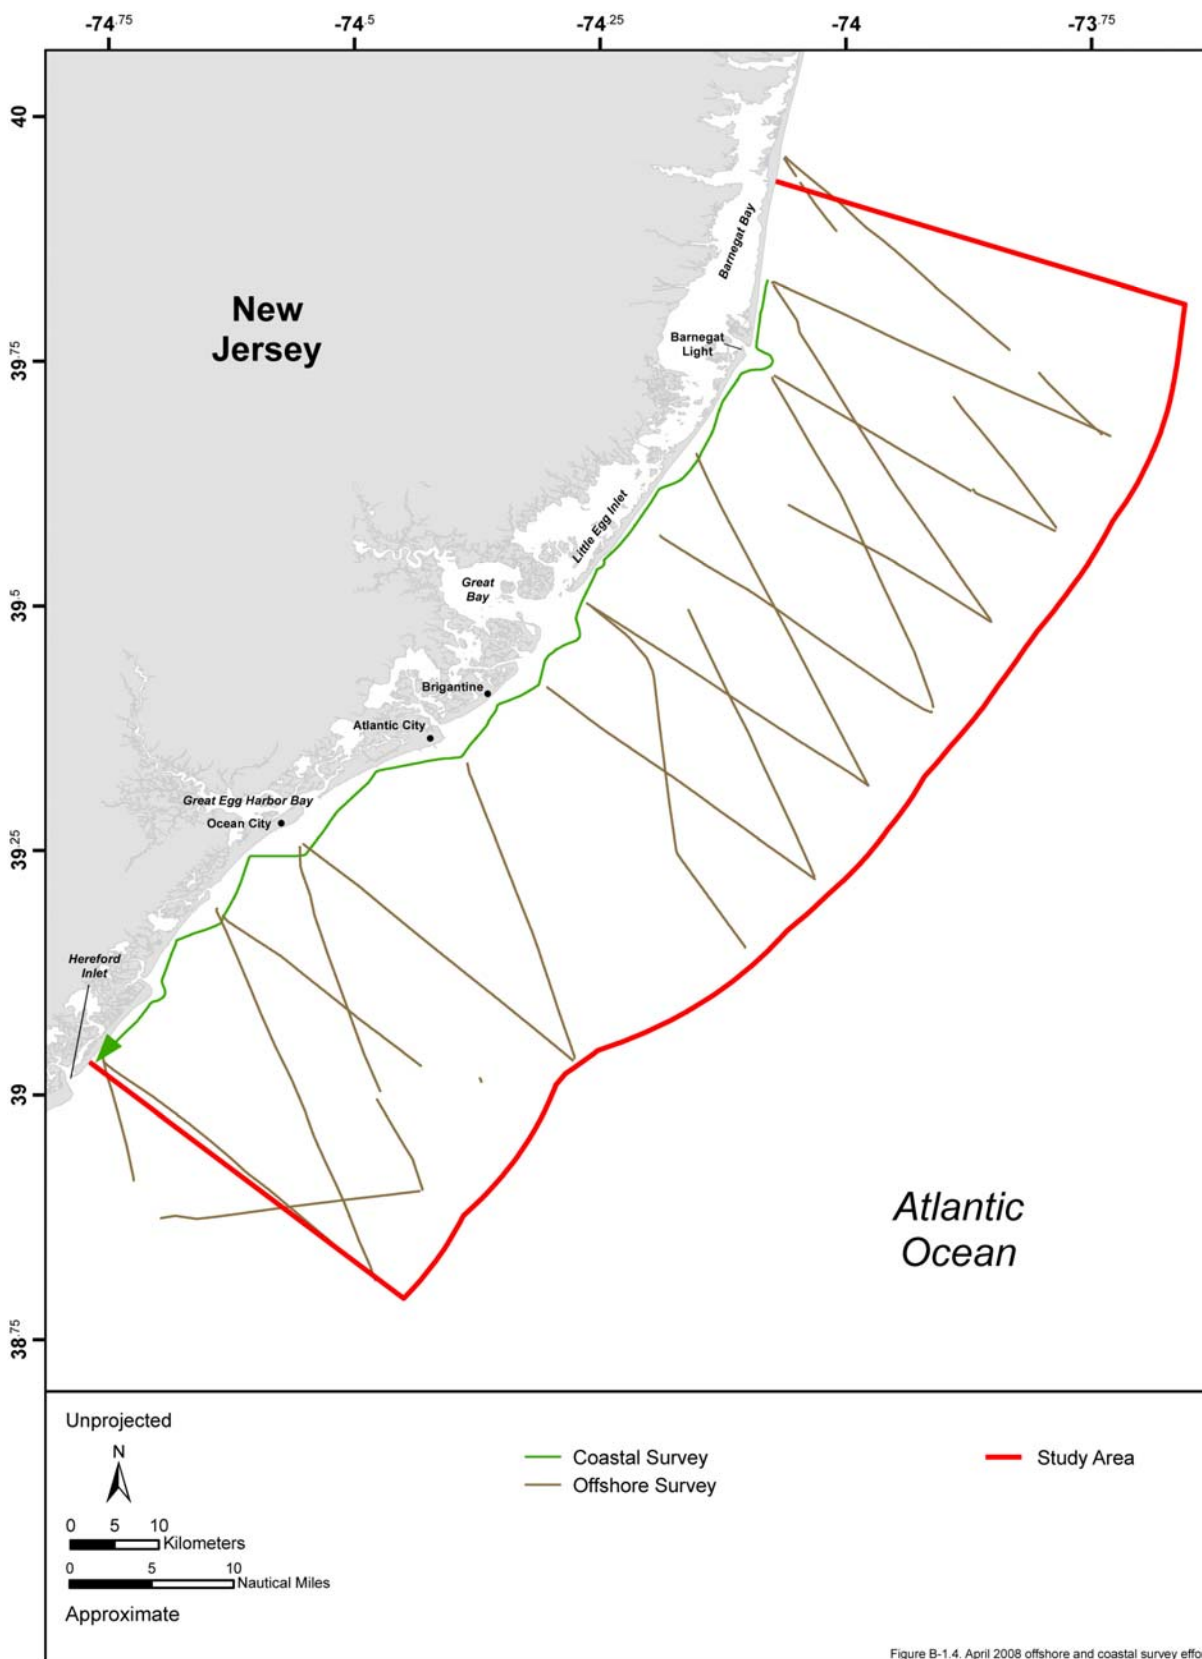 -74.75 -74.5 -74.25 -74 -73.75
40
39.75
39.5
39.25
39
38.75
New
Jersey
Barnegat Bay
Barnegat
Light
Little Egg Inlet
Great
Bay
Brigantine
Atlantic City
Great Egg Harbor Bay
Ocean City
Hereford
Inlet
Atlantic
Ocean
Unprojected
N
0 5 10
Kilometers
0 5 10
Nautical Miles
Approximate
Coastal Survey
Offshore Survey
Study Area
Figure B-1.4. April 2008 offshore and coastal survey effo